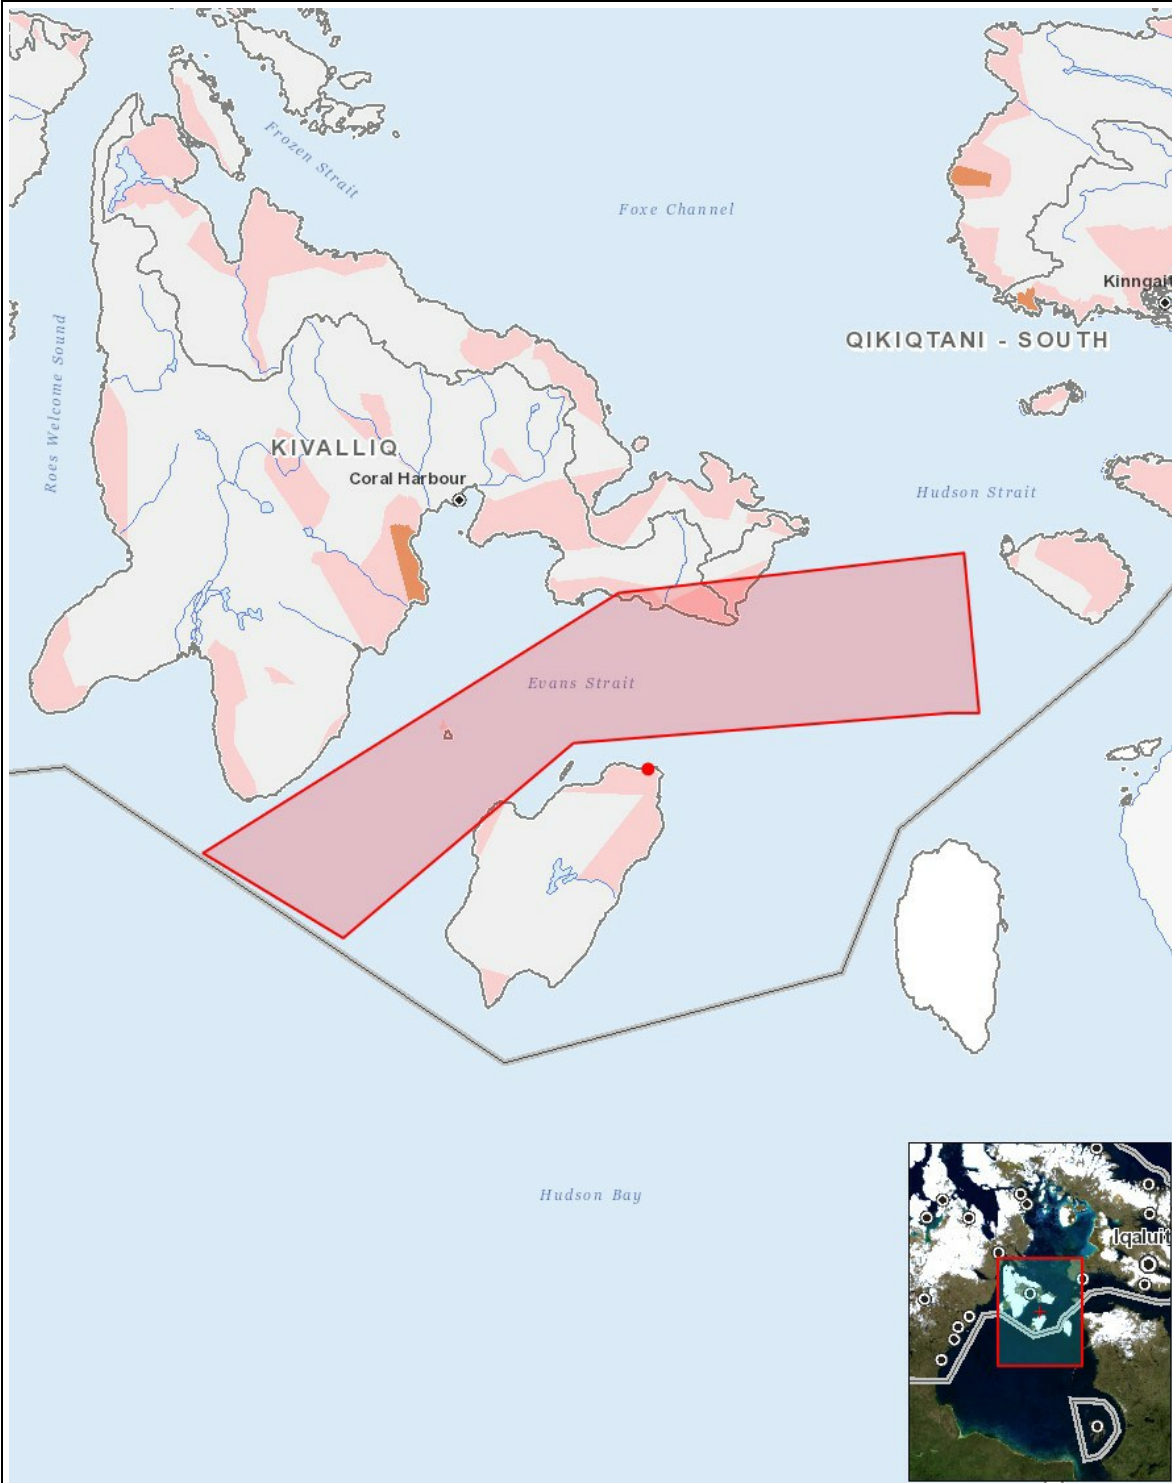 Frozen Strait
Foxe Channel
Kinngait
QIKIQTANI - SOUTH
Roes Welcome Sound
KIVALLIQ
Coral Harbour
Hudson Strait
Evans Strait
Hudson Bay
Iqaluit